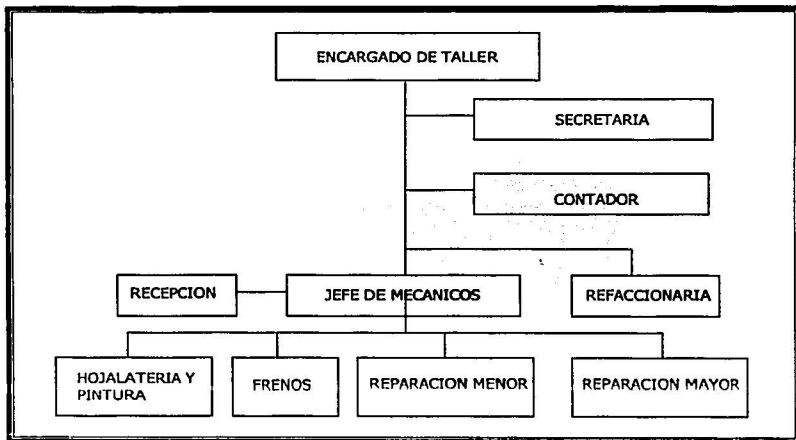 ENCARGADO DE TALLER
SECRETARIA
CONTADOR
RECEPCION
JEFE DE MECANICOS
REFACCIONARIA
HOJALATERIA Y
PINTURA
FRENOS
REPARACION MENOR
REPARACION MAYOR